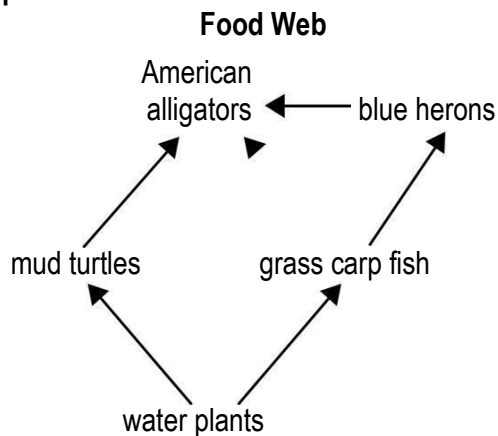 Food Web
American
alligators
blue herons
mud turtles
grass carp fish
water plants